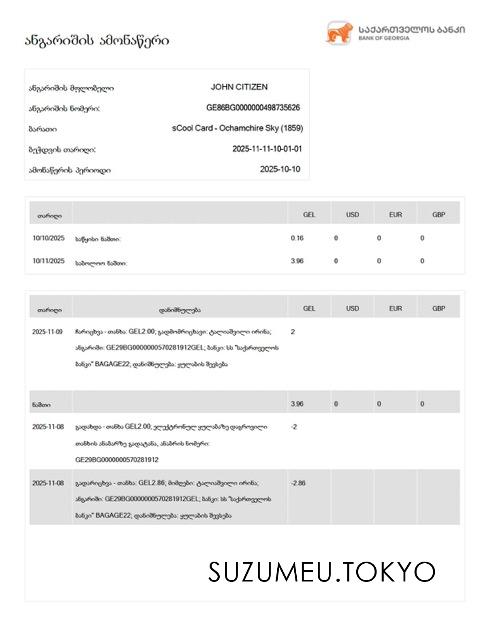 ანგარიშის ამონაწერი
საქართველოს ბანკი
BANK OF GEORGIA
ანგარიშის მფლობელი JOHN CITIZEN
ანგარიშის ნომერი: GE86BG0000000498735626
ბარათი sCool Card - Ochamchire Sky (1859)
ბეჭდვის თარიღი: 2025-11-11-10-01-01
ამონაწერის პერიოდი 2025-10-10
თარიღი GEL USD EUR GBP
10/10/2025 საწყისი ნაშთი: 0.16 0 0 0
10/11/2025 საბოლოო ნაშთი: 3.96 0 0 0
თარიღი დანიშნულება GEL USD EUR GBP
2025-11-09 ჩარიცხვა - თანხა: GEL2.00; გადმომრიცხავი: ტალიაშვილი ირინა; 2
ანგარიში: GE29BG0000000570281912GEL; ბანკი: სს "საქართველოს
ბანკი" BAGAGE22; დანიშნულება: ყულაბის შევსება
ნაშთი 3.96 0 0 0
2025-11-08 გადახდა - თანხა GEL2.00; ელექტრონულ ყულაბაზე დაგროვილი -2
თანხის ანაბარზე გადატანა, ანაბრის ნომერი:
GE29BG0000000570281912
2025-11-08 გადარიცხვა - თანხა: GEL2.86; მიმღები: ტალიაშვილი ირინა; -2.86
ანგარიში: GE29BG0000000570281912GEL; ბანკი: სს "საქართველოს
ბანკი" BAGAGE22; დანიშნულება: ყულაბის შევსება
SUZUMEU.TOKYO